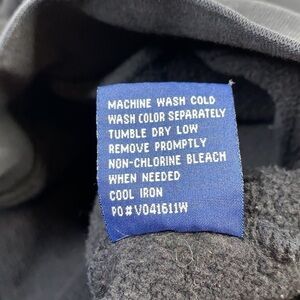 MACHINE WASH COLD
WASH COLOR SEPARATELY
TUMBLE DRY LOW
REMOVE PROMPTLY
NON-CHLORINE BLEACH
WHEN NEEDED
COOL IRON
PO#VO41611W